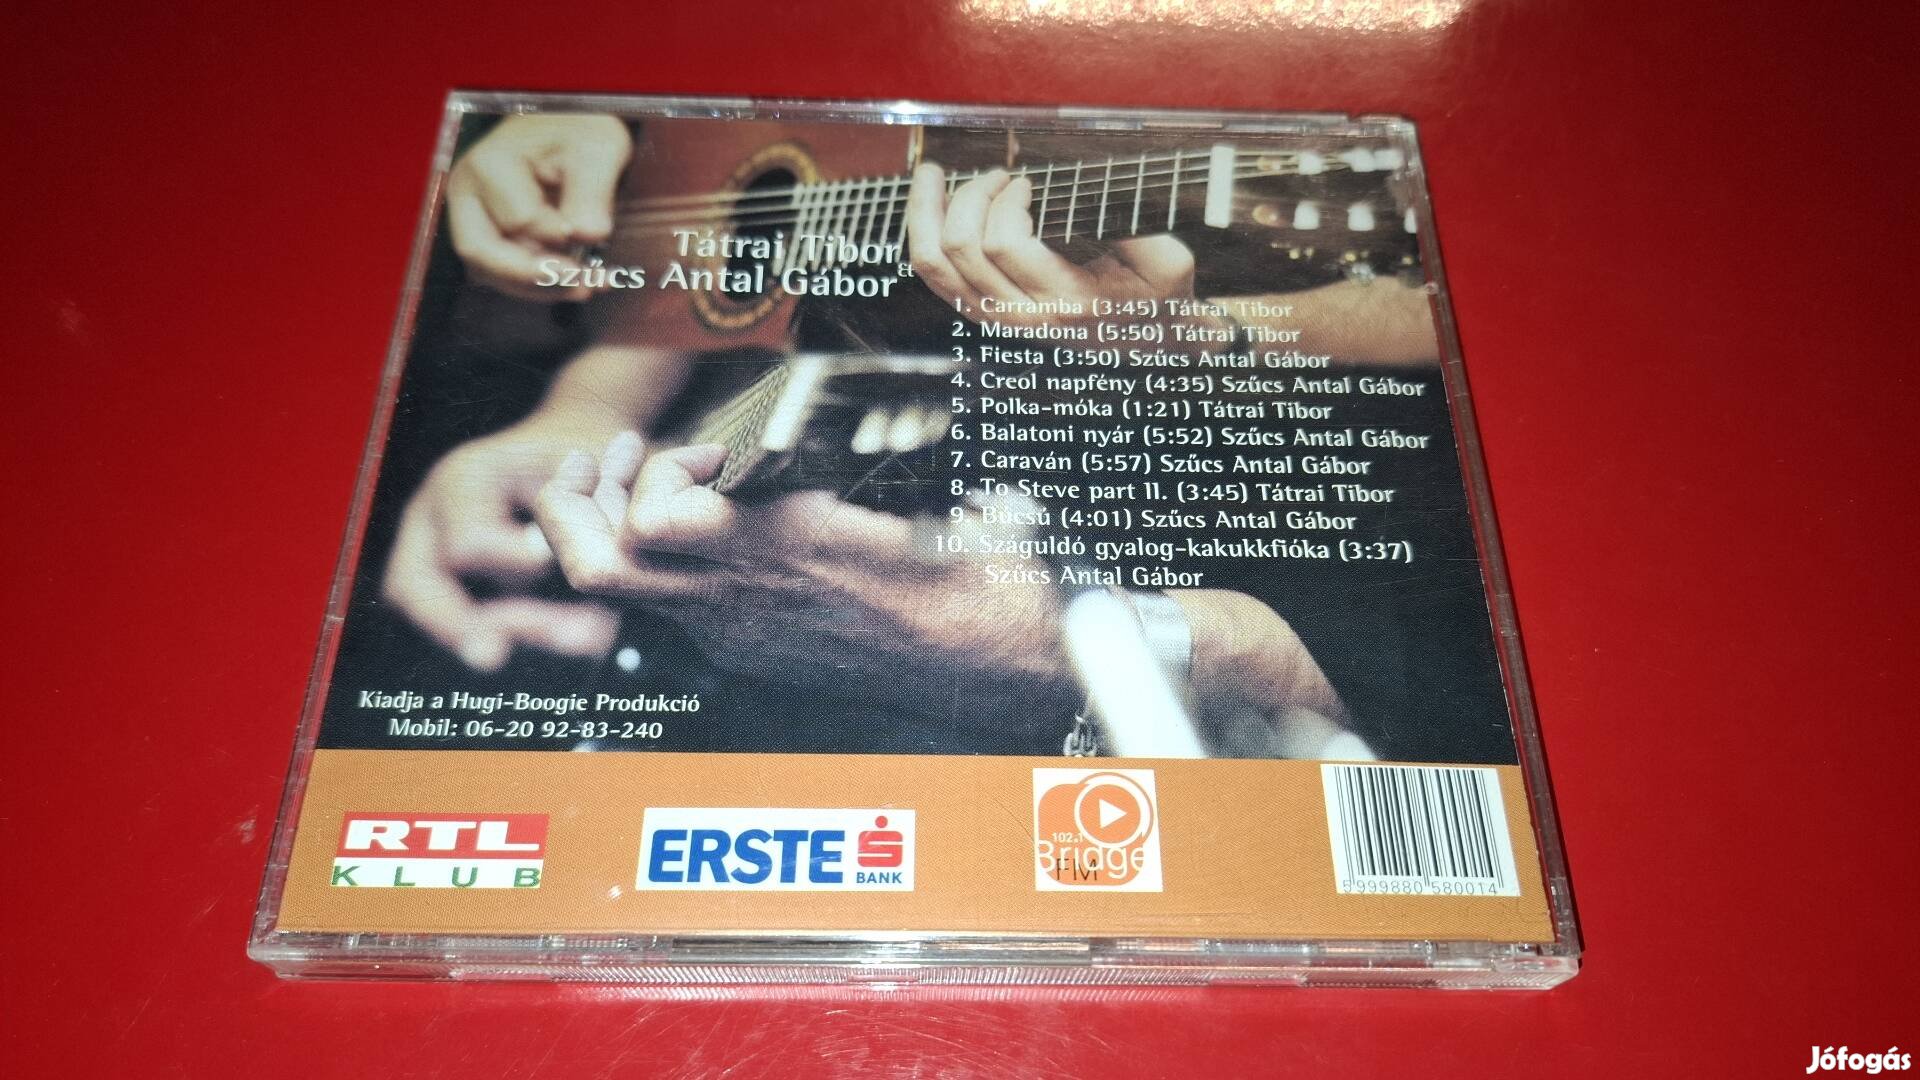 Tátrai Tibor
&
Szűcs Antal Gábor
1. Carramba (3:45) Tátrai Tibor
2. Maradona (5:50) Tátrai Tibor
3. Fiesta (3:50) Szűcs Antal Gábor
4. Creol napfény (4:35) Szűcs Antal Gábor
5. Polka-móka (1:21) Tátrai Tibor
6. Balatoni nyár (5:52) Szűcs Antal Gábor
7. Caraván (5:57) Szűcs Antal Gábor
8. To Steve part II. (3:45) Tátrai Tibor
9. Búcsú (4:01) Szűcs Antal Gábor
10. Száguldó gyalog-kakukkfióka (3:37)
Szűcs Antal Gábor
Kiadja a Hugi-Boogie Produkció
Mobil: 06-20 92-83-240
RTL
KLUB
ERSTE
BANK
102.1
Bridge
FM
5 999880 580014
Jófogás